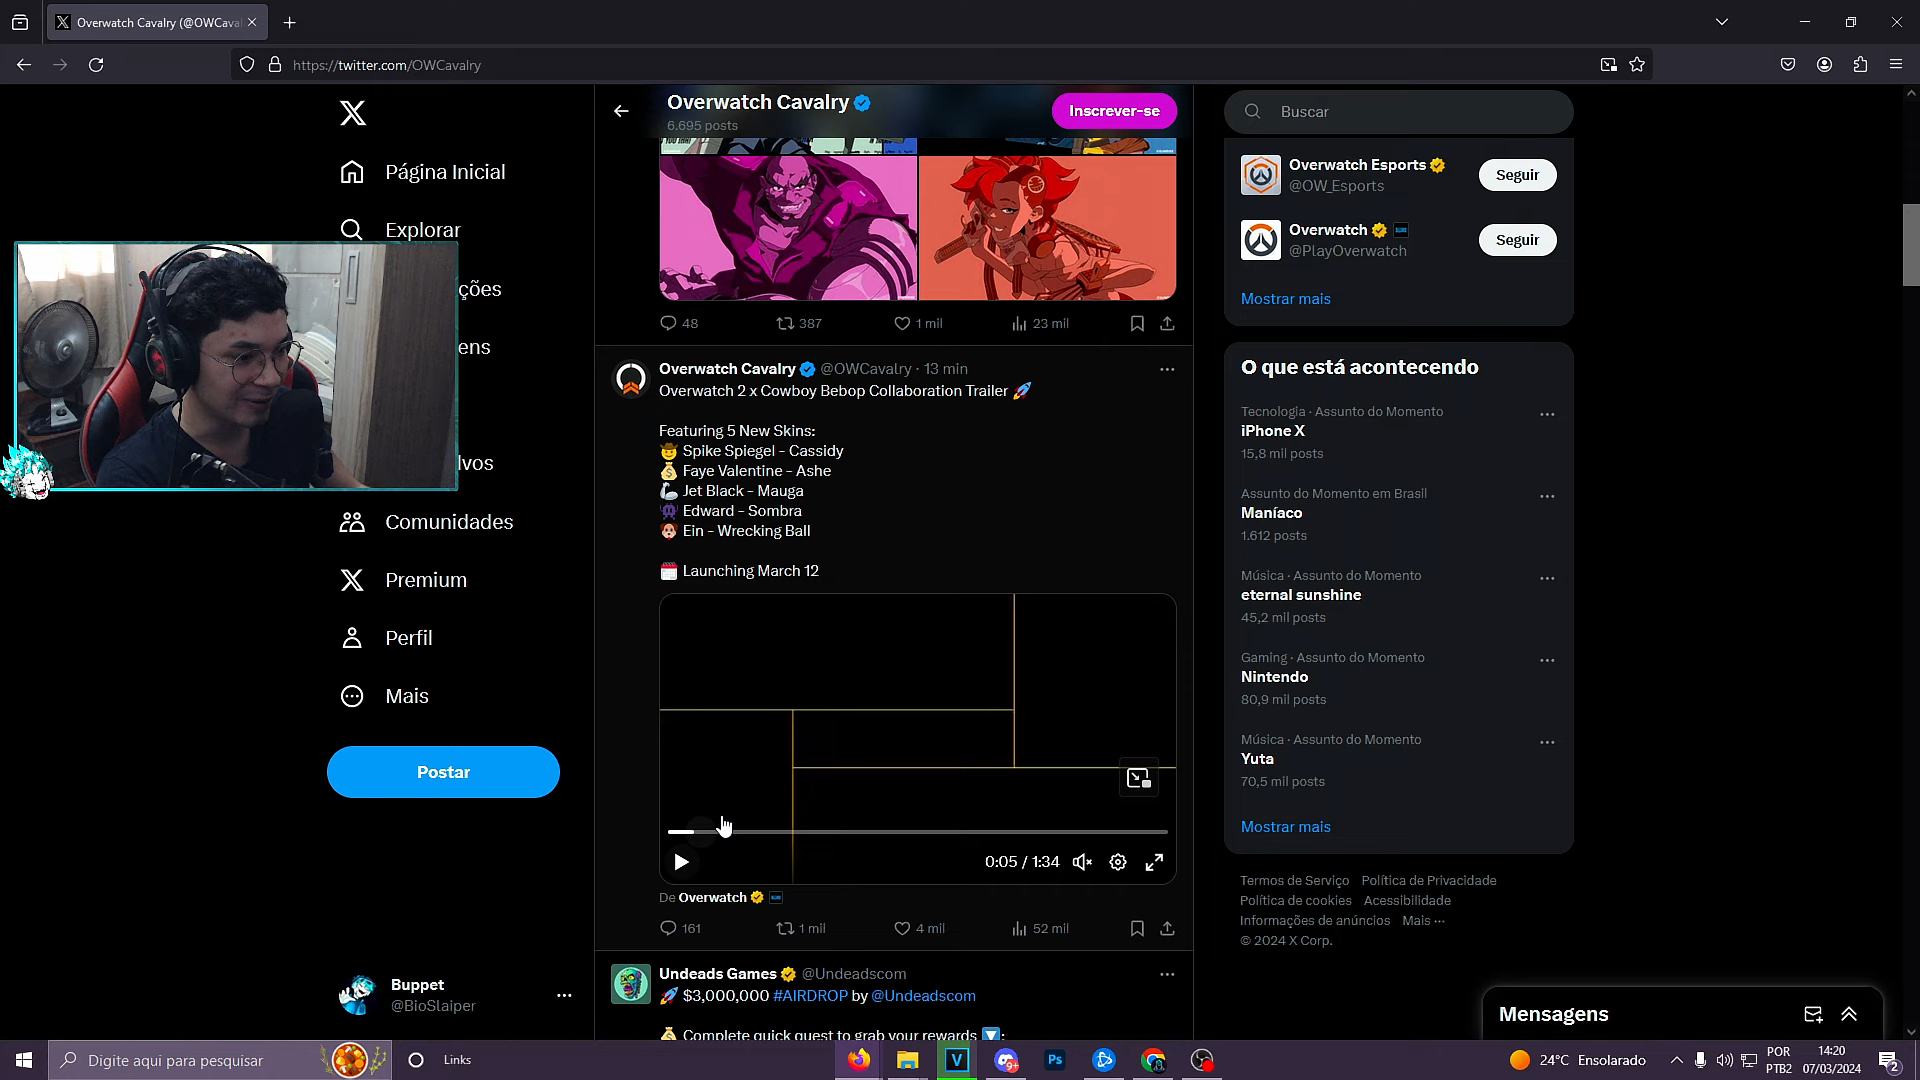 Overwatch Cavalry (@OWCaval
https://twitter.com/OWCavalry
Página Inicial
Explorar
ções
ens
lvos
Comunidades
Premium
Perfil
Mais
Postar
Buppet
@BioSlaiper
Overwatch Cavalry
6.695 posts
Inscrever-se
48
387
1 mil
23 mil
Overwatch Cavalry @OWCavalry · 13 min
Overwatch 2 x Cowboy Bebop Collaboration Trailer 🚀
Featuring 5 New Skins:
🤠 Spike Spiegel - Cassidy
💰 Faye Valentine - Ashe
🦾 Jet Black - Mauga
👾 Edward - Sombra
🐶 Ein - Wrecking Ball
🗓️ Launching March 12
0:05 / 1:34
De Overwatch
161
1 mil
4 mil
52 mil
Undeads Games @Undeadscom
🚀 $3,000,000 #AIRDROP by @Undeadscom
💰 Complete quick quest to grab your rewards 🔽:
Buscar
Overwatch Esports
@OW_Esports
Seguir
Overwatch
@PlayOverwatch
Seguir
Mostrar mais
O que está acontecendo
Tecnologia · Assunto do Momento
iPhone X
15,8 mil posts
Assunto do Momento em Brasil
Maníaco
1.612 posts
Música · Assunto do Momento
eternal sunshine
45,2 mil posts
Gaming · Assunto do Momento
Nintendo
80,9 mil posts
Música · Assunto do Momento
Yuta
70,5 mil posts
Mostrar mais
Termos de Serviço Política de Privacidade
Política de cookies Acessibilidade
Informações de anúncios Mais ···
© 2024 X Corp.
Mensagens
Digite aqui para pesquisar
Links
V
9+
Ps
24°C Ensolarado
POR
PTB2
14:20
07/03/2024
2